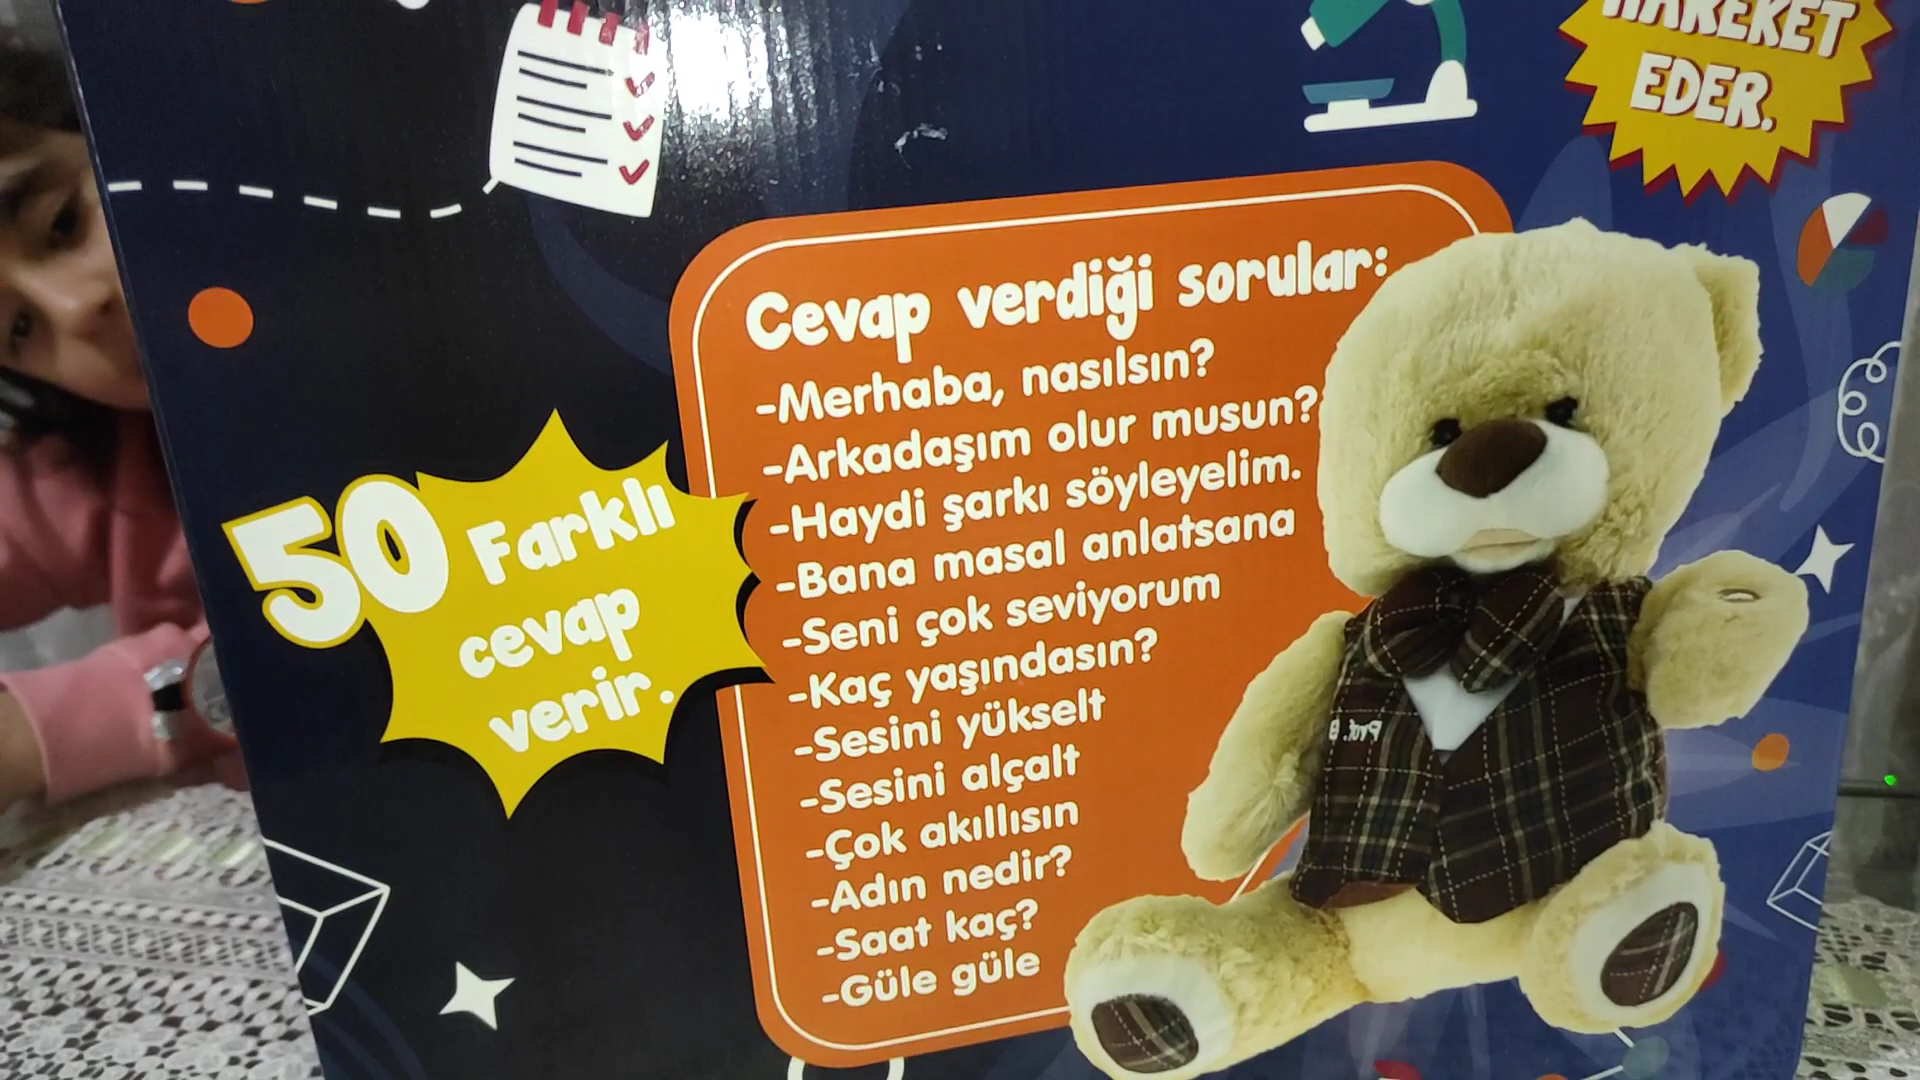 HAREKET
EDER.
Cevap verdiği sorular:
-Merhaba, nasılsın?
-Arkadaşım olur musun?
-Haydi şarkı söyleyelim.
-Bana masal anlatsana
-Seni çok seviyorum
-Kaç yaşındasın?
-Sesini yükselt
-Sesini alçalt
-Çok akıllısın
-Adın nedir?
-Saat kaç?
-Güle güle
50 Farklı
cevap
verir.